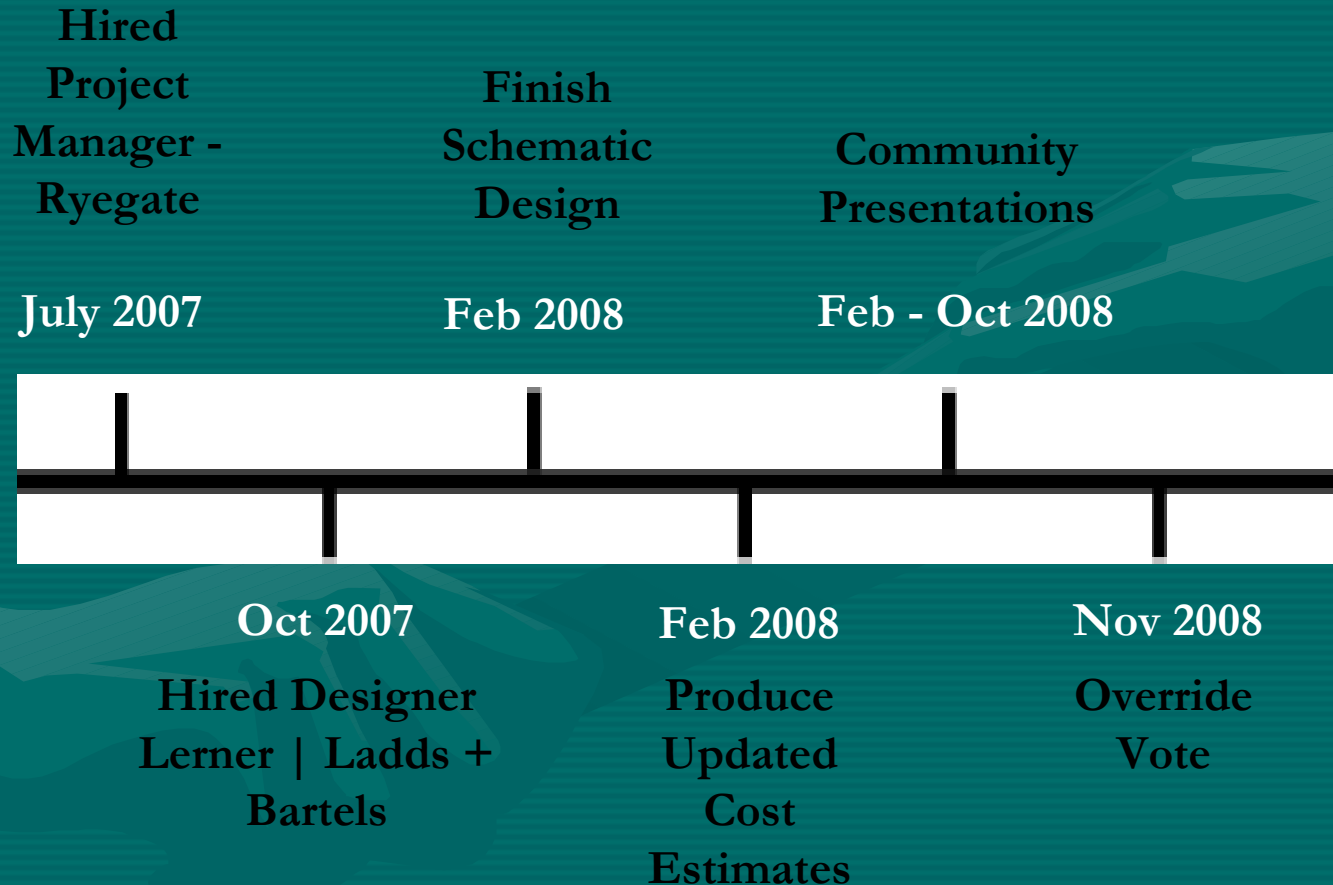 Hired
Project
Manager -
Ryegate
July 2007
Finish
Schematic
Design
Feb 2008
Community
Presentations
Feb - Oct 2008
Oct 2007
Hired Designer
Lerner | Ladds +
Bartels
Feb 2008
Produce
Updated
Cost
Estimates
Nov 2008
Override
Vote